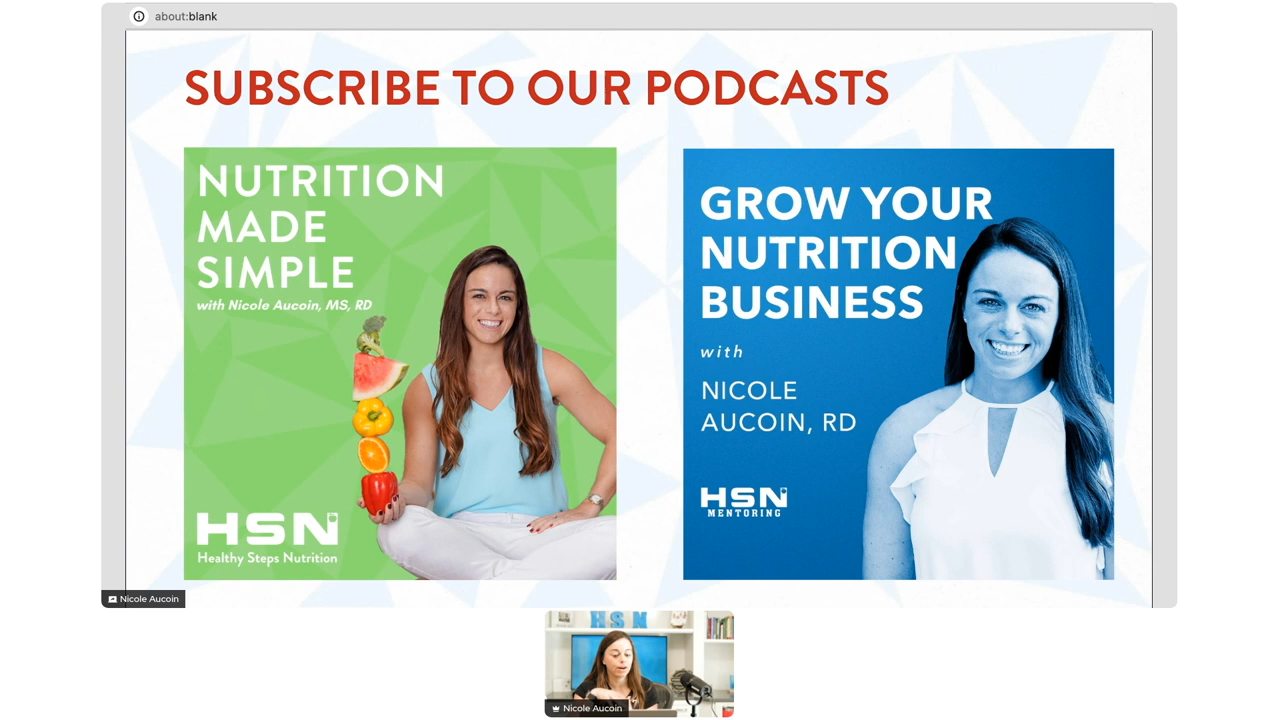 about:blank
SUBSCRIBE TO OUR PODCASTS
NUTRITION
MADE
SIMPLE
with Nicole Aucoin, MS, RD
HSN
Healthy Steps Nutrition
GROW YOUR
NUTRITION
BUSINESS
with
NICOLE
AUCOIN, RD
HSN
MENTORING
Nicole Aucoin
HSN
Nicole Aucoin